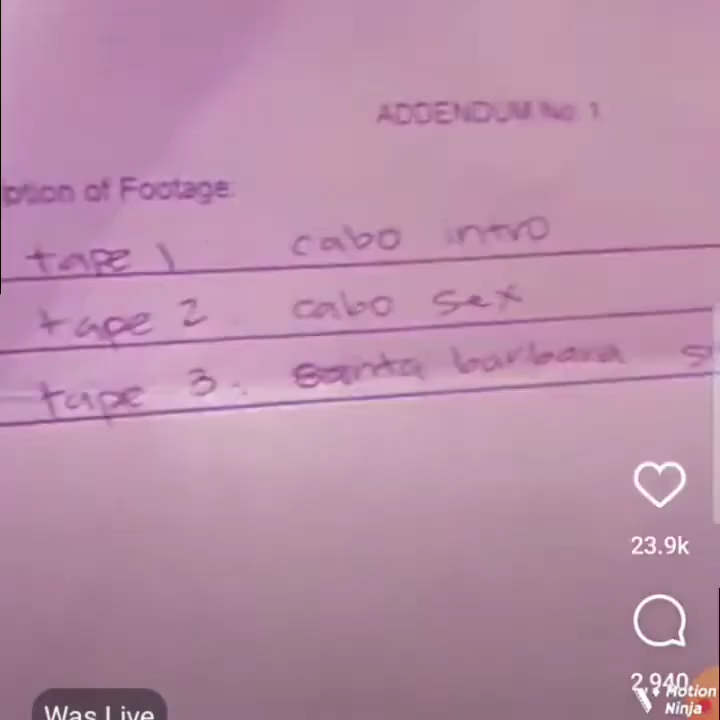 ADDENDUM No. 1
ption of Footage:
tape 1 cabo intro
tape 2. cabo sex
tape 3. santa barbara s
23.9k
2,940
Motion
Ninja
Was Live